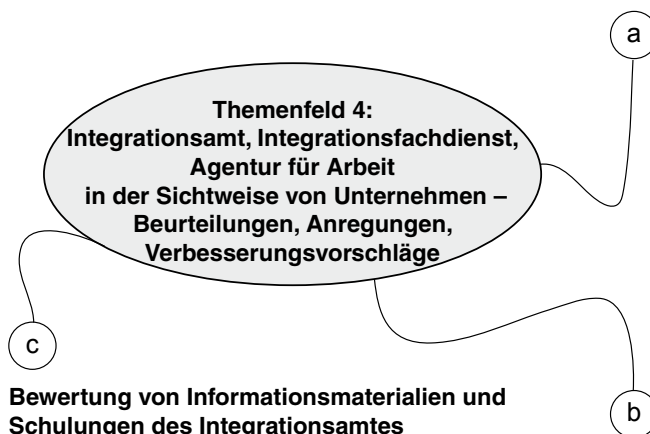 a
Themenfeld 4:
Integrationsamt, Integrationsfachdienst,
Agentur für Arbeit
in der Sichtweise von Unternehmen –
Beurteilungen, Anregungen,
Verbesserungsvorschläge
c
Bewertung von Informationsmaterialien und
Schulungen des Integrationsamtes
b